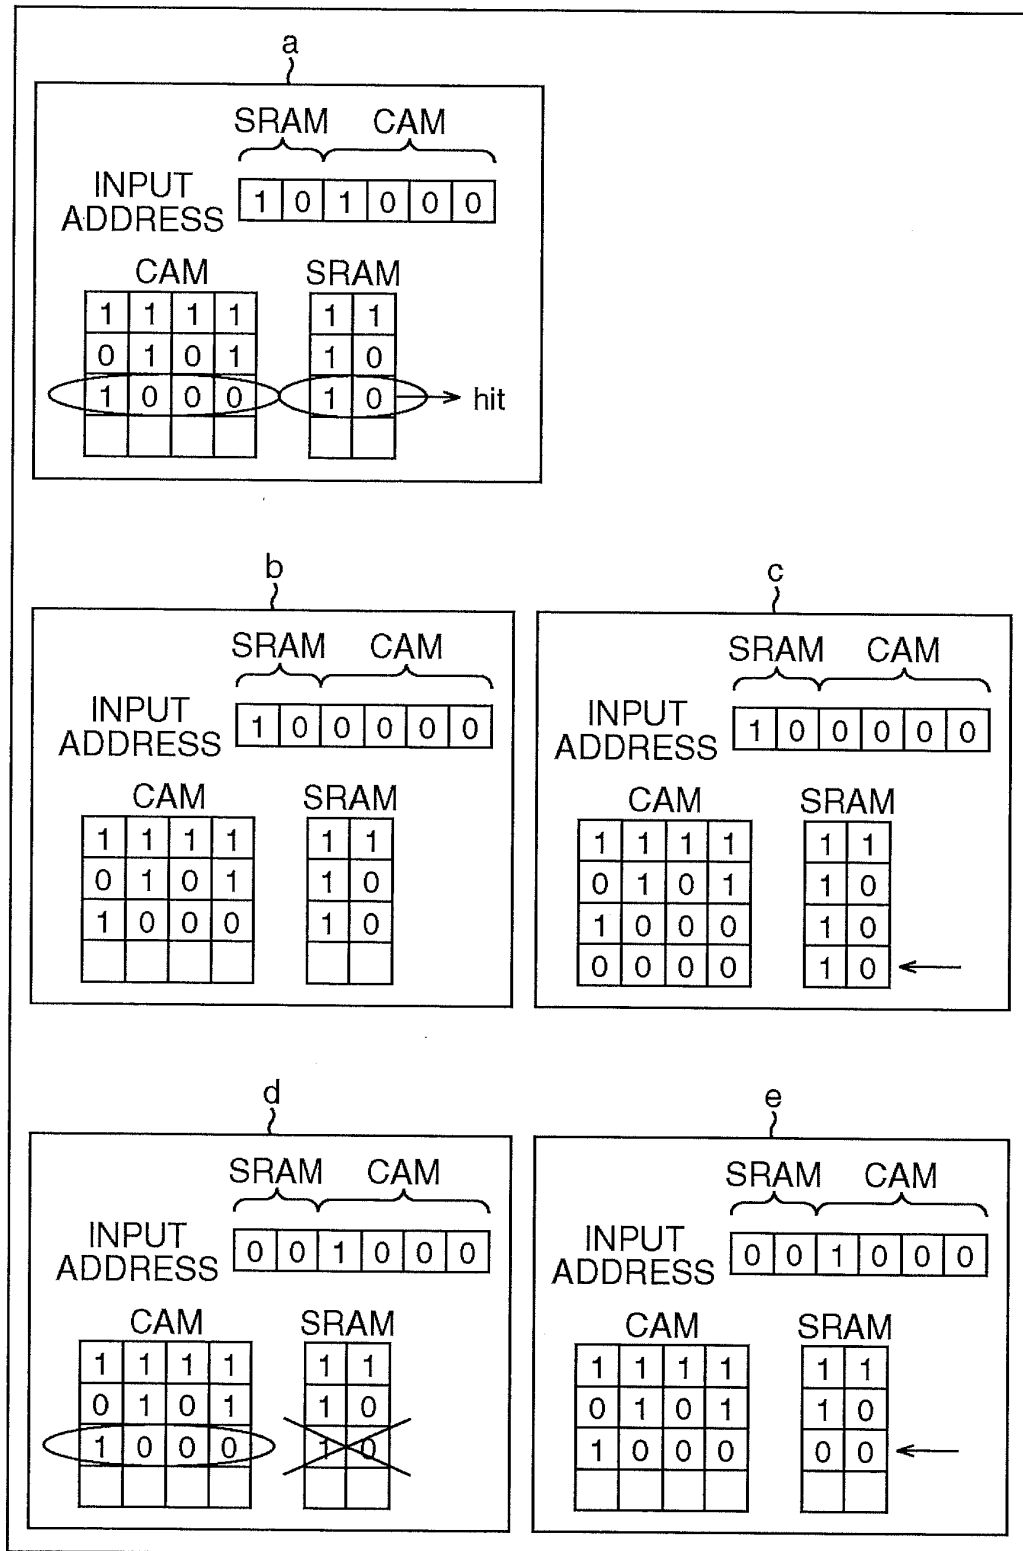 a
SRAM CAM
INPUT ADDRESS
1 0 1 0 0 0
CAM SRAM
1 1 1 1 1 1
0 1 0 1 1 0
1 0 0 0 1 0 hit
b
SRAM CAM
INPUT ADDRESS
1 0 0 0 0 0
CAM SRAM
1 1 1 1 1 1
0 1 0 1 1 0
1 0 0 0 1 0
c
SRAM CAM
INPUT ADDRESS
1 0 0 0 0 0
CAM SRAM
1 1 1 1 1 1
0 1 0 1 1 0
1 0 0 0 1 0
0 0 0 0 1 0
d
SRAM CAM
INPUT ADDRESS
0 0 1 0 0 0
CAM SRAM
1 1 1 1 1 1
0 1 0 1 1 0
1 0 0 0 1 0
e
SRAM CAM
INPUT ADDRESS
0 0 1 0 0 0
CAM SRAM
1 1 1 1 1 1
0 1 0 1 1 0
1 0 0 0 0 0